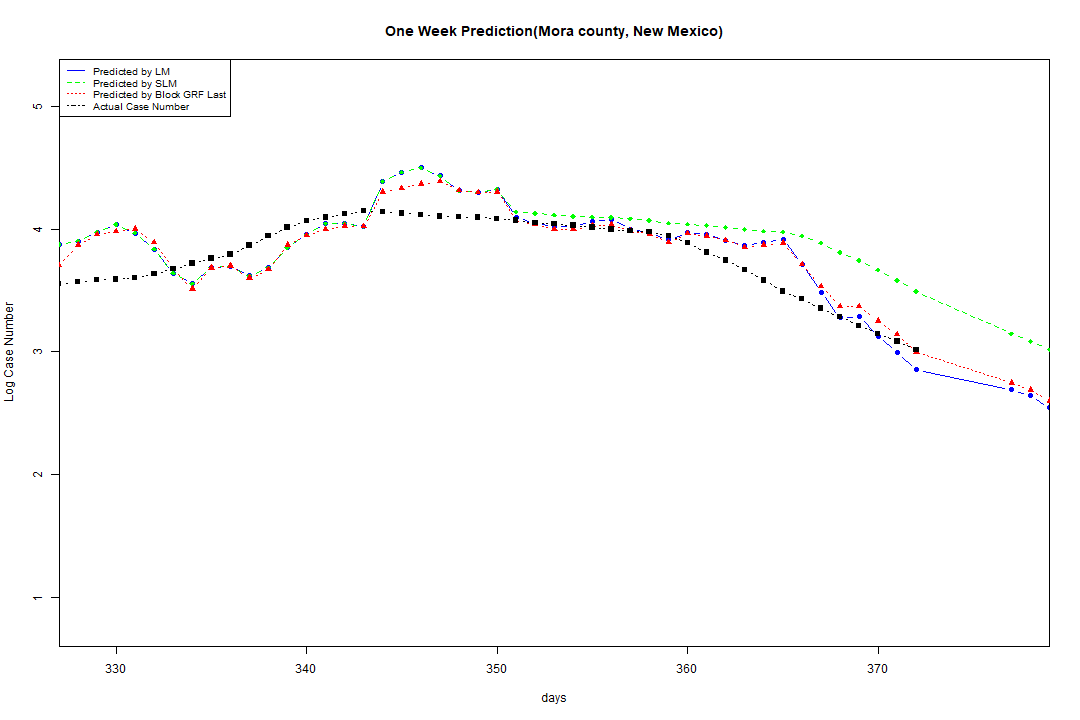 One Week Prediction(Mora county, New Mexico)
Predicted by LM
Predicted by SLM
Predicted by Block GRF Last
Actual Case Number
5
4
3
2
1
Log Case Number
330 340 350 360 370
days